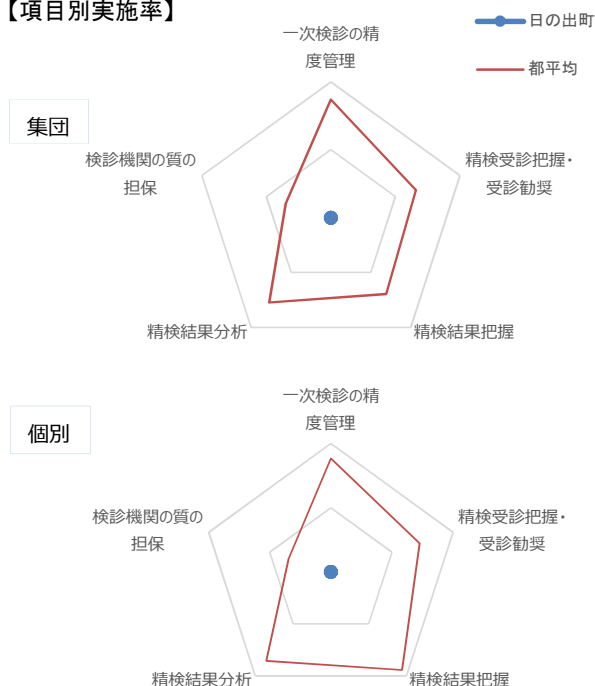 【項目別実施率】
日の出町
都平均
集団
一次検診の精
度管理
精検受診把握・
受診勧奨
精検結果把握
精検結果分析
検診機関の質の
担保
個別
一次検診の精
度管理
精検受診把握・
受診勧奨
精検結果把握
精検結果分析
検診機関の質の
担保